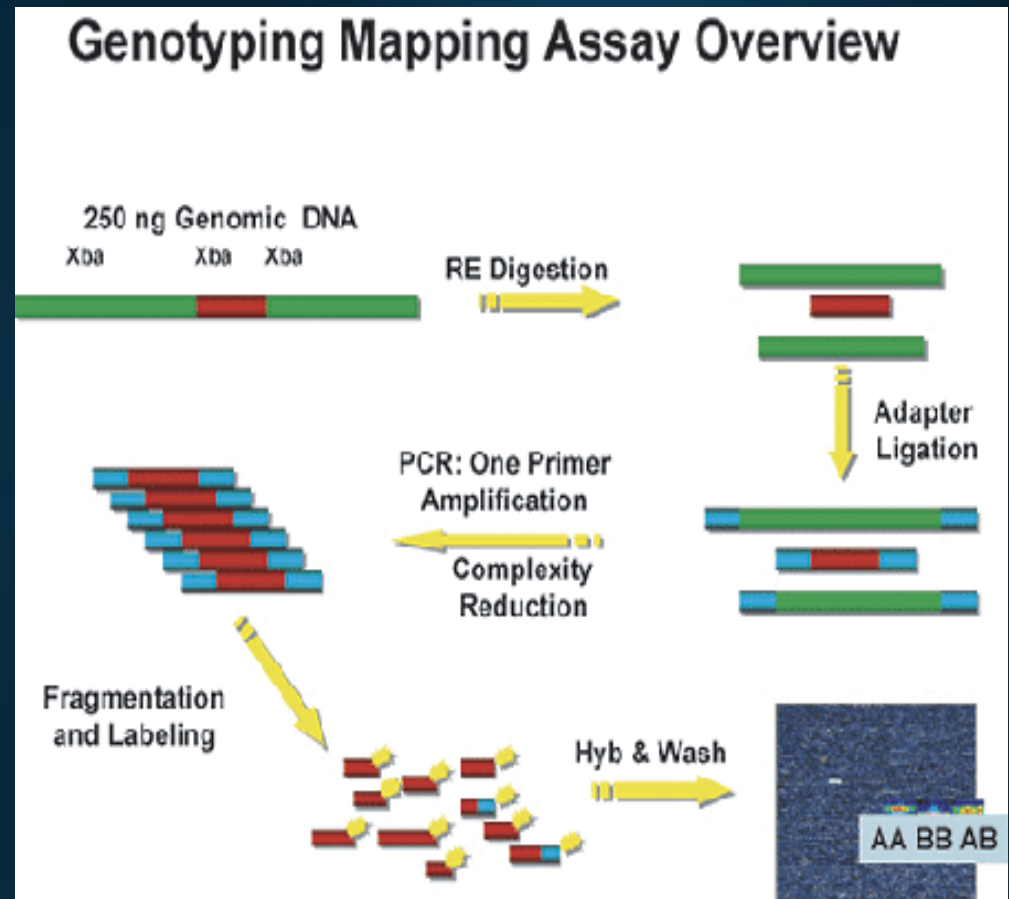 Genotyping Mapping Assay Overview
250 ng Genomic DNA
Xba Xba Xba
RE Digestion
Adapter
Ligation
PCR: One Primer
Amplification
Complexity
Reduction
Fragmentation
and Labeling
Hyb & Wash
AA BB AB